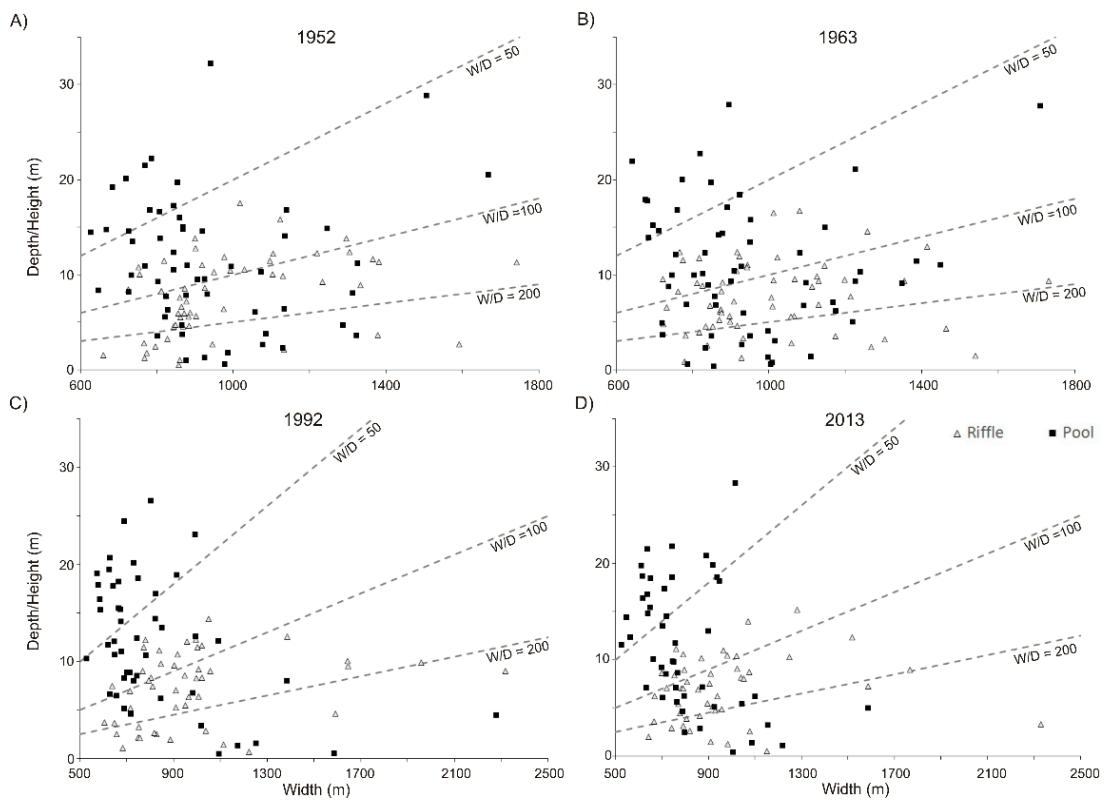 A)
1952
B)
1963
W/D = 50
W/D = 50
30
30
20
20
W/D =100
W/D =100
Depth/Height (m)
10
10
W/D = 200
W/D = 200
0
0
600
1000
1400
1800
600
1000
1400
1800
C)
1992
D)
2013
Riffle
Pool
W/D = 50
W/D = 50
30
30
20
20
W/D =100
W/D = 100
Depth/Height (m)
10
10
W/D = 200
W/D = 200
0
0
500
900
1300
1700
2100
2500
500
900
1300
1700
2100
2500
Width (m)
Width (m)